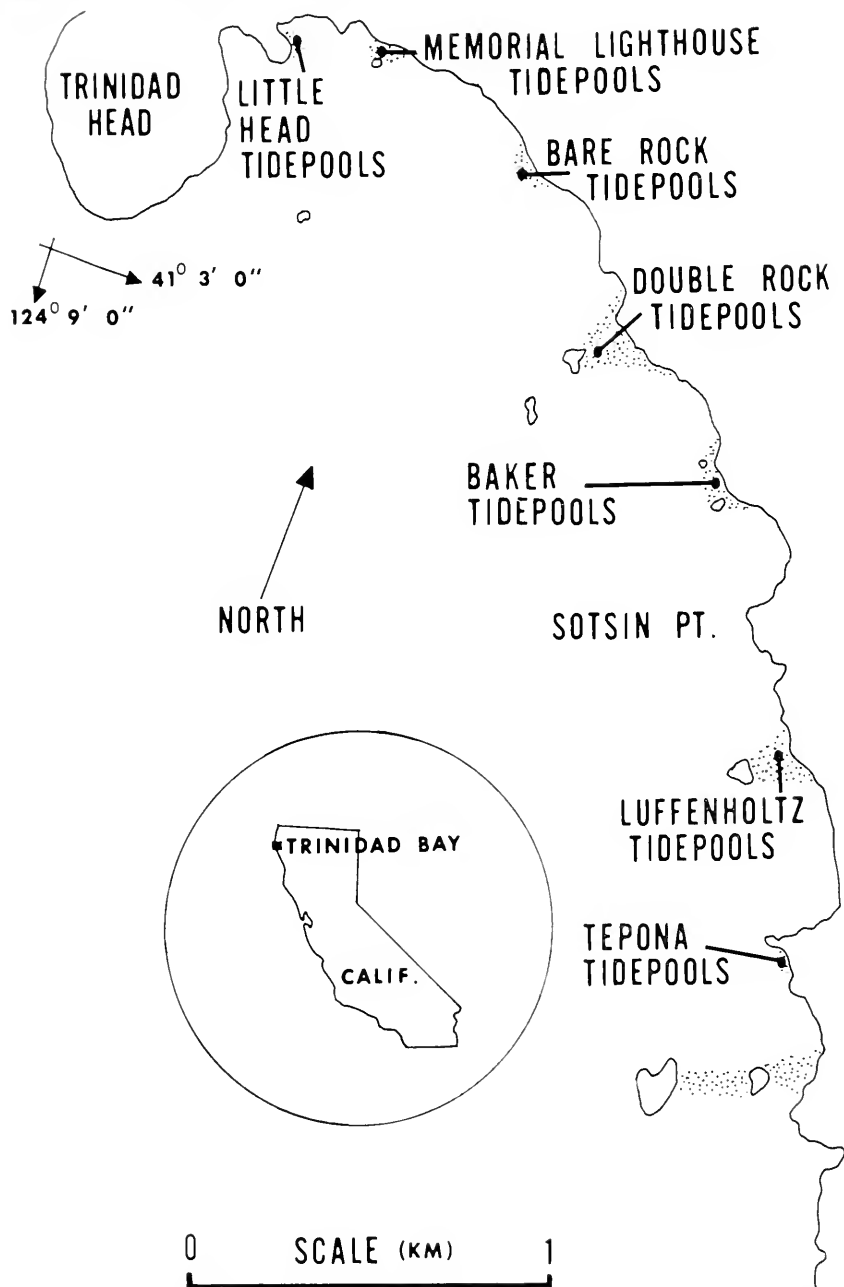 TRINIDAD
HEAD
LITTLE
HEAD
TIDEPOOLS
MEMORIAL LIGHTHOUSE
TIDEPOOLS
BARE ROCK
TIDEPOOLS
41° 3' 0"
124° 9' 0"
DOUBLE ROCK
TIDEPOOLS
BAKER
TIDEPOOLS
NORTH
SOTSIN PT.
LUFFENHOLTZ
TIDEPOOLS
TRINIDAD BAY
CALIF.
TEPONA
TIDEPOOLS
0 SCALE (KM) 1